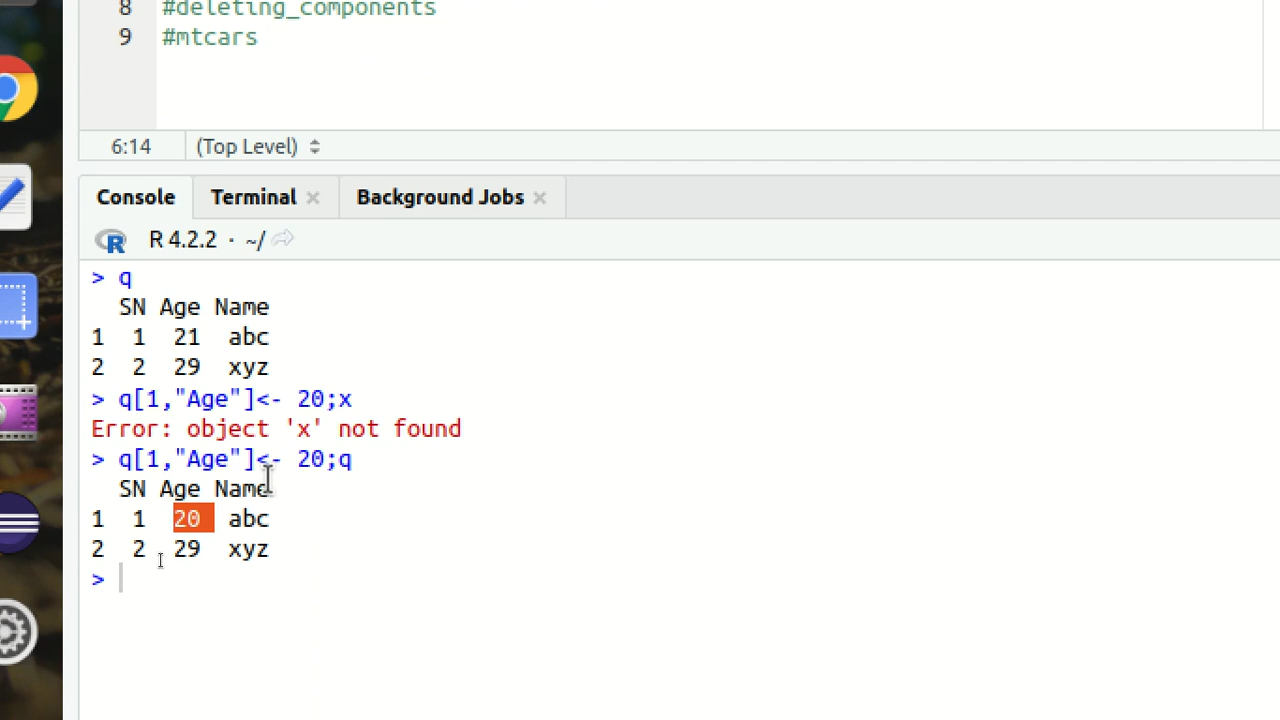 8 #deleting_components
9 #mtcars
6:14 (Top Level)
Console Terminal Background Jobs
R R 4.2.2 · ~/
> q
SN Age Name
1 1 21 abc
2 2 29 xyz
> q[1,"Age"]<- 20;x
Error: object 'x' not found
> q[1,"Age"]<- 20;q
SN Age Name
1 1 20 abc
2 2 29 xyz
>